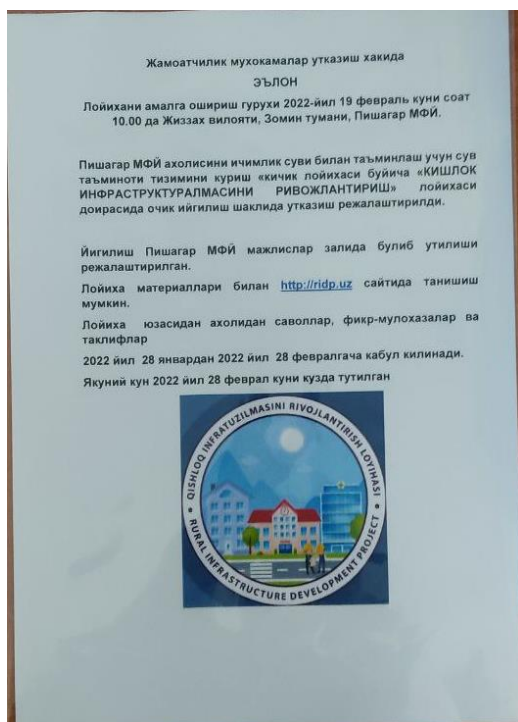 Жамоатчилик мухокамалар утказиш хакида
ЭЪЛОН
Лойихани амалга ошириш гурухи 2022-йил 19 февраль куни соат
10.00 да Жиззах вилояти, Зомин тумани, Пишагар МФЙ.
Пишагар МФЙ ахолисини ичимлик суви билан таъминлаш учун сув
таъминоти тизимини куриш «кичик лойихаси буйича «КИШЛОК
ИНФРАСТРУКТУРАЛМАСИНИ РИВОЖЛАНТИРИШ» лойихаси
доирасида очик ийгилиш шаклида утказиш режалаштирилди.
Йигилиш Пишагар МФЙ мажлислар залида булиб утилиши
режалаштирилган.
Лойиха материаллари билан http://ridp.uz сайтида танишиш
мумкин.
Лойиха юзасидан ахолидан саволлар, фикр-мулохазалар ва
таклифлар
2022 йил 28 январдан 2022 йил 28 февралгача кабул килинади.
Якуний кун 2022 йил 28 феврал куни кузда тутилган
QISHLOQ INFRATUZILMASINI RIVOJLANTIRISH LOYIHASI
RURAL INFRASTRUCTURE DEVELOPMENT PROJECT